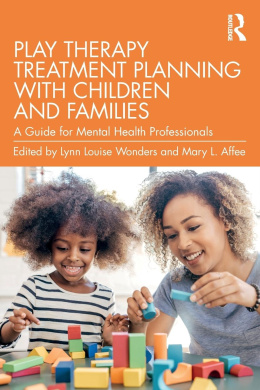 ROUTLEDGE
PLAY THERAPY
TREATMENT PLANNING
WITH CHILDREN
AND FAMILIES
A Guide for Mental Health Professionals
Edited by Lynn Louise Wonders and Mary L. Affee